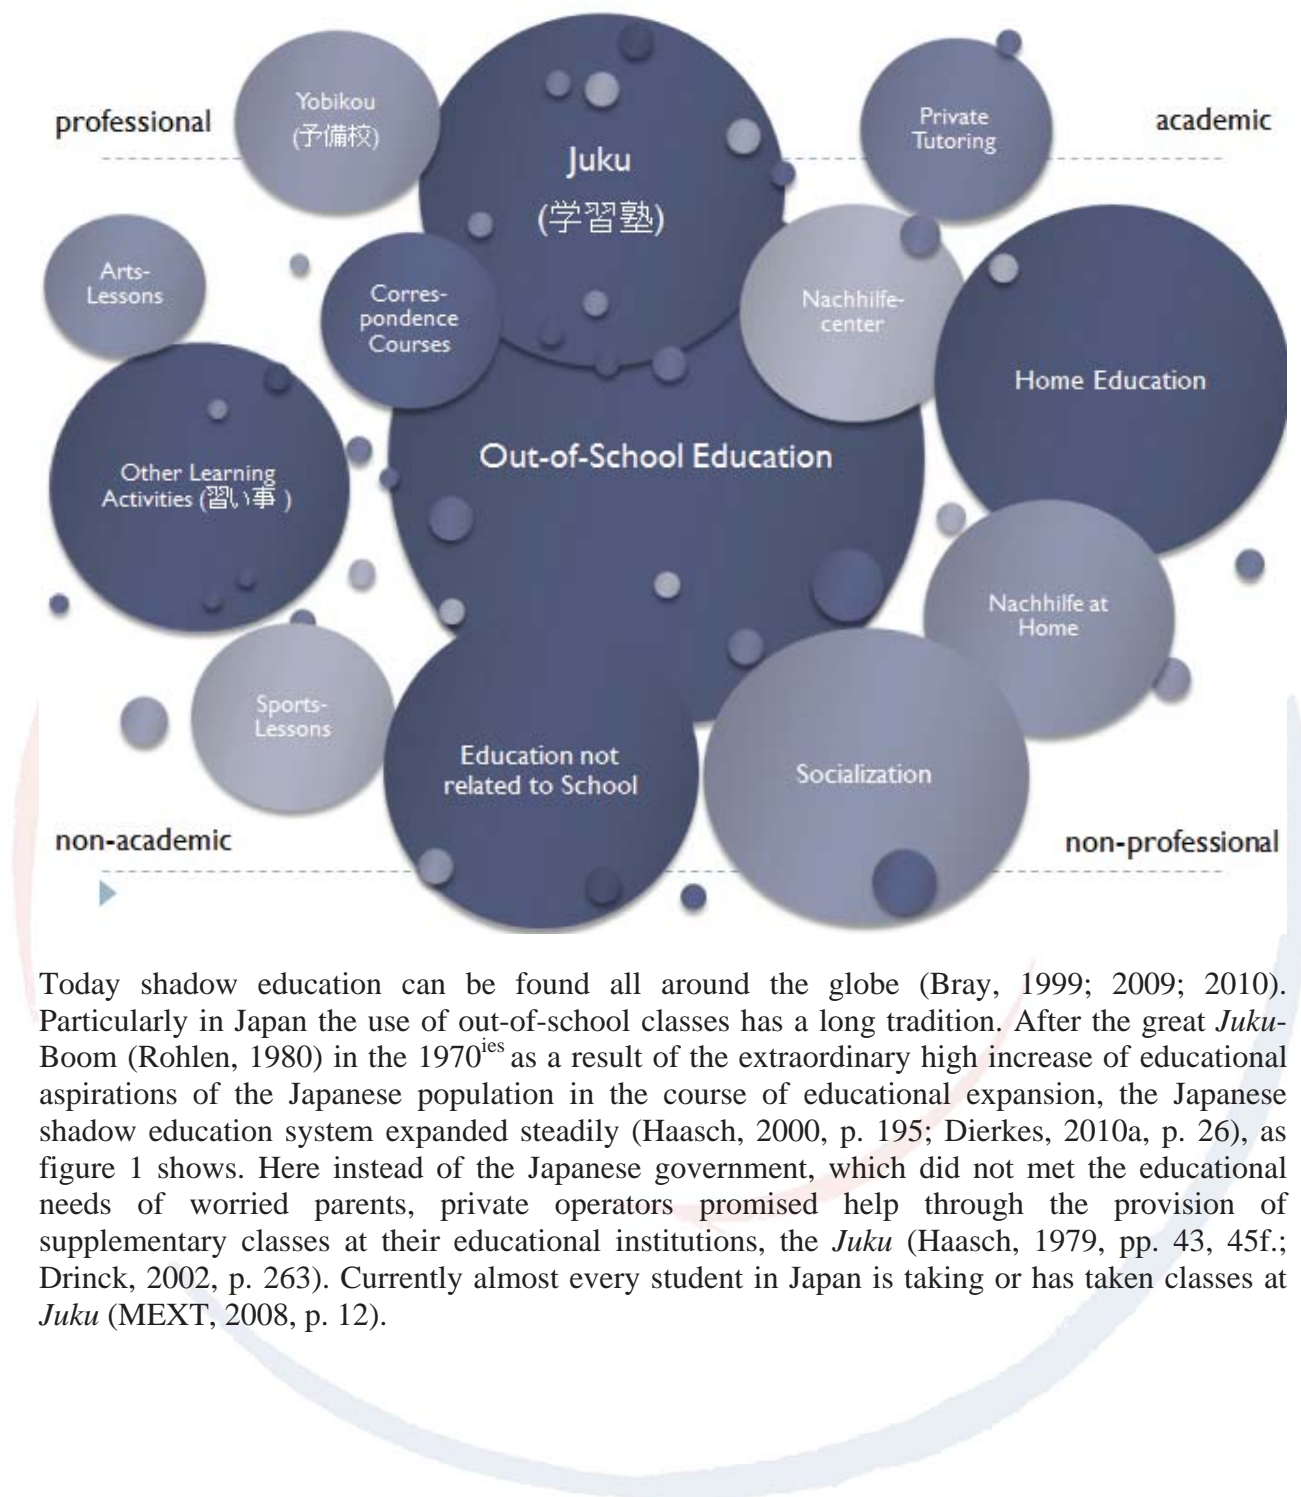 professional
Yobikou
(予備校)
Juku
(学習塾)
Private
Tutoring
academic
Arts-
Lessons
Corres-
pondence
Courses
Nachhilfe-
center
Home Education
Out-of-School Education
Other Learning
Activities (習い事 )
Nachhilfe at
Home
Sports-
Lessons
Education not
related to School
Socialization
non-academic
non-professional
Today shadow education can be found all around the globe (Bray, 1999; 2009; 2010).
Particularly in Japan the use of out-of-school classes has a long tradition. After the great Juku-
Boom (Rohlen, 1980) in the 1970ies as a result of the extraordinary high increase of educational
aspirations of the Japanese population in the course of educational expansion, the Japanese
shadow education system expanded steadily (Haasch, 2000, p. 195; Dierkes, 2010a, p. 26), as
figure 1 shows. Here instead of the Japanese government, which did not met the educational
needs of worried parents, private operators promised help through the provision of
supplementary classes at their educational institutions, the Juku (Haasch, 1979, pp. 43, 45f.;
Drinck, 2002, p. 263). Currently almost every student in Japan is taking or has taken classes at
Juku (MEXT, 2008, p. 12).